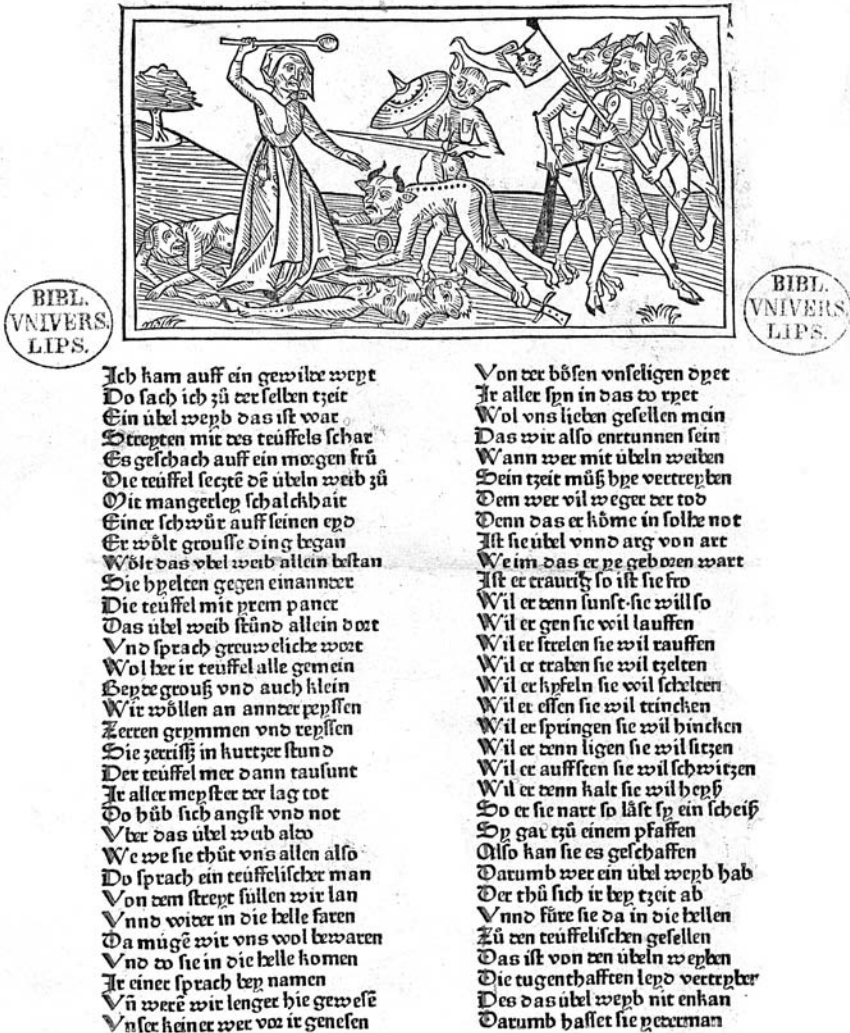 BIBL.
VNIVERS.
LIPS.
BIBL.
VNIVERS.
LIPS.
Ich kam auff ein gewilde weyt
Do sach ich zů der selben tzeit
Ein übel weyb das ist war
Streyten mit des teüffels schar
Es geschach auff ein morgen frů
Die teüffel secztē dē übeln weib zů
Mit mangerley schalckhait
Einer schwůr auff seinen eyd
Er wölt grousse ding began
Wölt das vbel weib allein bestan
Sie hyelten gegen einannder
Die teüffel mit yrem paner
Das übel weib stůnd allein dort
Vnd sprach greuweliche wort
Wol her ir teüffel alle gemein
Beyde grouß vnd auch klein
Wir wöllen an annder peyssen
Zerren grymmen vnd reyssen
Sie zerriß in kurtzer stund
Der teüffel mer dann tausunt
Ir aller meyster der lag tot
Do hůb sich angst vnd not
Vber das übel weib aldo
We we sie thůt vns allen also
Do sprach ein teüffelischer man
Von dem streyt süllen wir lan
Vnnd wider in die helle faren
Da mügē wir vns wol bewaren
Vnd do sie in die helle komen
Ir einer sprach bey namen
Vñ werē wir lenger hie gewesē
Vnser keiner wer vor ir genesen
Von der bösen vnseligen dyet
Ir aller syn in das do ryet
Wol vns lieben gesellen mein
Das wir also enrtunnen sein
Wann wer mit übeln weiben
Sein tzeit můß hye vertreyben
Dem wer vil weger der tod
Denn das er köme in solhe not
Ist sie übel vnnd arg von art
We im das er ye geboren wart
Ist er traurig so ist sie fro
Wil er denn sunst·sie will so
Wil er gen sie wil lauffen
Wil er strelen sie wil rauffen
Wil er traben sie wil tzelten
Wil er kyfeln sie wil schelten
Wil er essen sie wil trincken
Wil er springen sie wil hincken
Wil er denn ligen sie wil sitzen
Wil er auffsten sie wil schwitzen
Wil er denn kalt sie wil heyß
So er sie nart so låst sy ein scheiß
Sy gat tzů einem pfaffen
Also kan sie es geschaffen
Darumb wer ein übel weyb hab
Der thů sich ir bey tzeit ab
Vnnd füre sie da in die hellen
Zů den teüffelischen gesellen
Das ist von den übeln weyben
Die tugenthafften leyd vertryber
Des das übel weyb nit enkan
Darumb hasset sie yederman